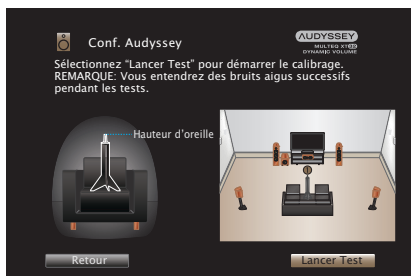 Conf. Audyssey
AUDYSSEY
MULTEQ XT32
DYNAMIC VOLUME
Sélectionnez “Lancer Test” pour démarrer le calibrage.
REMARQUE: Vous entendrez des bruits aigus successifs
pendant les tests.
Hauteur d’oreille
Retour
Lancer Test